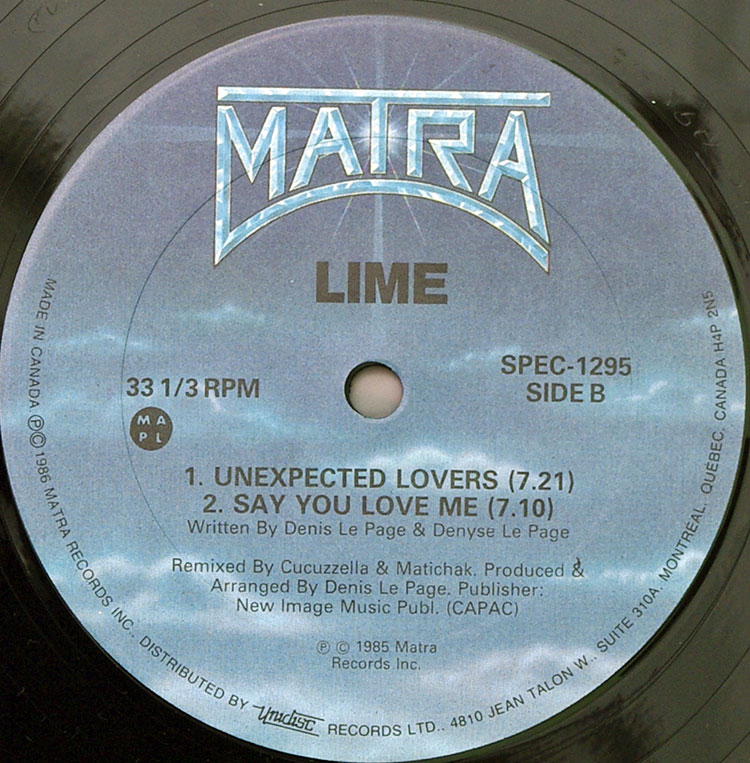 MATRA
LIME
33 1/3 RPM
SPEC-1295
SIDE B
M A
P L
1. UNEXPECTED LOVERS (7.21)
2. SAY YOU LOVE ME (7.10)
Written By Denis Le Page & Denyse Le Page
Remixed By Cucuzzella & Matichak. Produced &
Arranged By Denis Le Page. Publisher:
New Image Music Publ. (CAPAC)
℗ © 1985 Matra
Records Inc.
MADE IN CANADA ℗© 1986 MATRA RECORDS INC.. DISTRIBUTED BY Unidisc RECORDS LTD.. 4810 JEAN TALON W.. SUITE 310A. MONTREAL. QUÉBEC. CANADA H4P 2N5